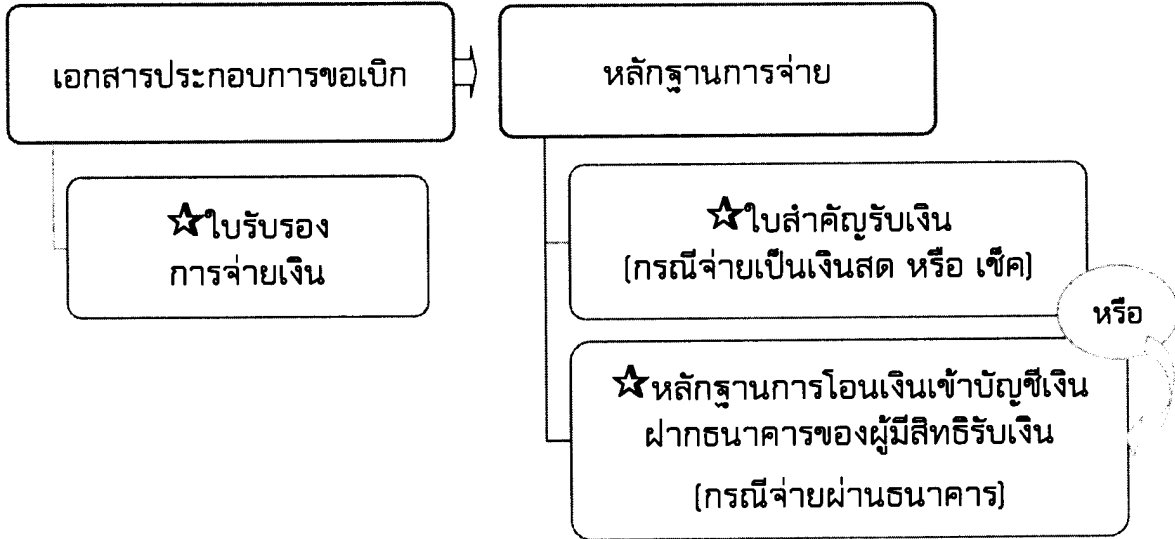 เอกสารประกอบการขอเบิก
หลักฐานการจ่าย
☆ใบรับรอง
การจ่ายเงิน
☆ใบสำคัญรับเงิน
(กรณีจ่ายเป็นเงินสด หรือ เช็ค)
หรือ
☆หลักฐานการโอนเงินเข้าบัญชีเงิน
ฝากธนาคารของผู้มีสิทธิรับเงิน
(กรณีจ่ายผ่านธนาคาร)